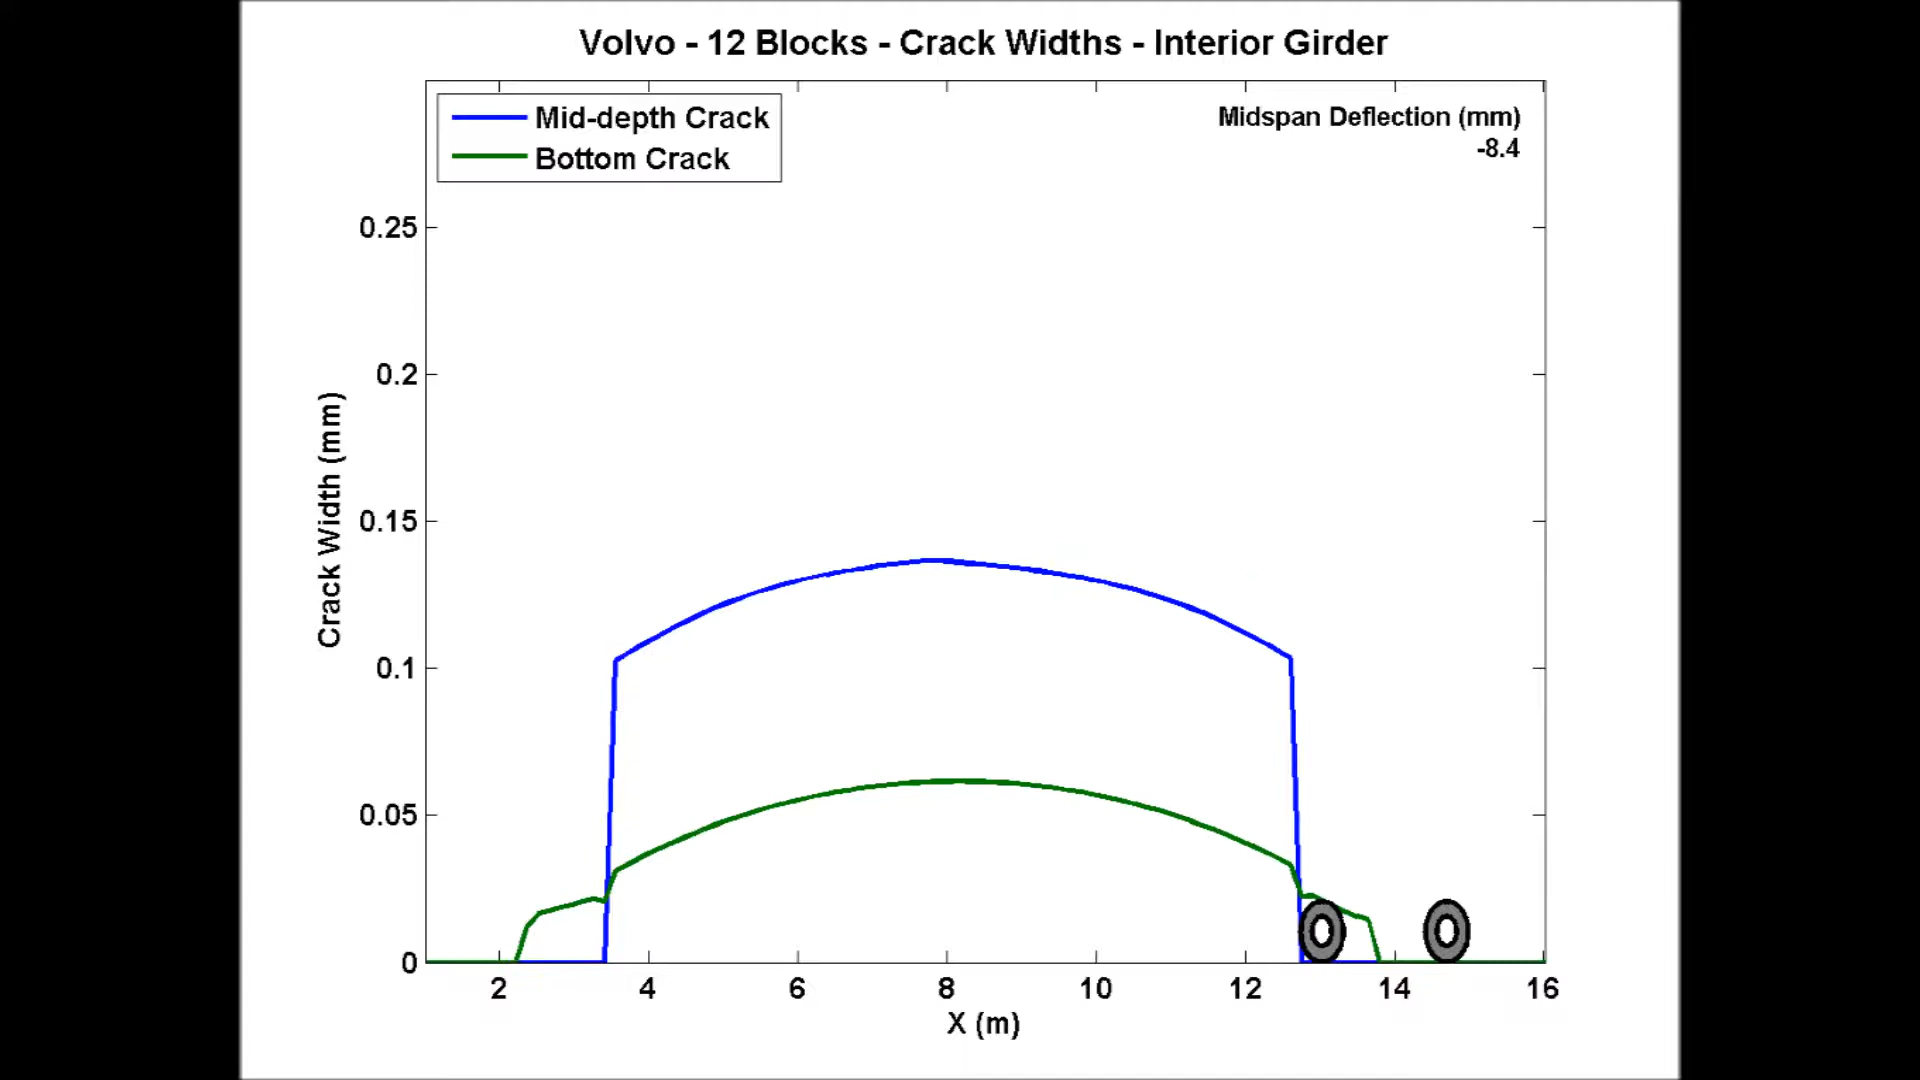 Volvo - 12 Blocks - Crack Widths - Interior Girder
Mid-depth Crack
Bottom Crack
Midspan Deflection (mm)
-8.4
Crack Width (mm)
0.25
0.2
0.15
0.1
0.05
0
2 4 6 8 10 12 14 16
X (m)